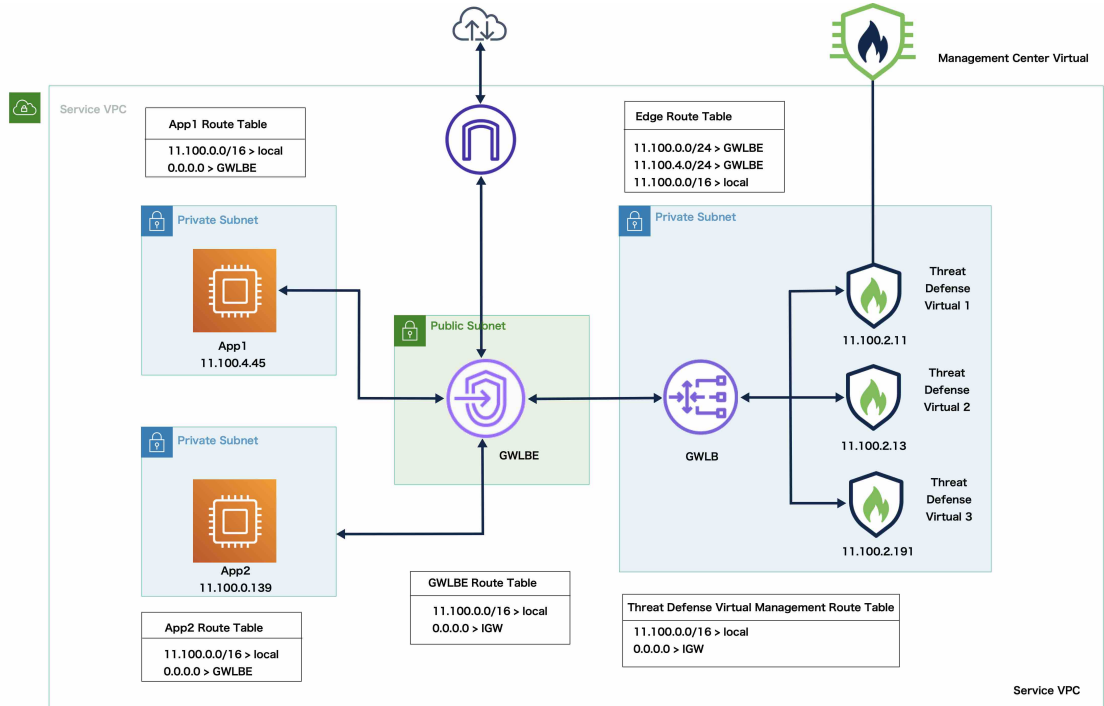 Management Center Virtual
Service VPC
App1 Route Table
11.100.0.0/16 > local
0.0.0.0 > GWLBE
Edge Route Table
11.100.0.0/24 > GWLBE
11.100.4.0/24 > GWLBE
11.100.0.0/16 > local
Private Subnet
App1
11.100.4.45
Public Subnet
GWLBE
Private Subnet
GWLB
Threat
Defense
Virtual 1
11.100.2.11
Threat
Defense
Virtual 2
11.100.2.13
Threat
Defense
Virtual 3
11.100.2.191
Private Subnet
App2
11.100.0.139
App2 Route Table
11.100.0.0/16 > local
0.0.0.0 > GWLBE
GWLBE Route Table
11.100.0.0/16 > local
0.0.0.0 > IGW
Threat Defense Virtual Management Route Table
11.100.0.0/16 > local
0.0.0.0 > IGW
Service VPC